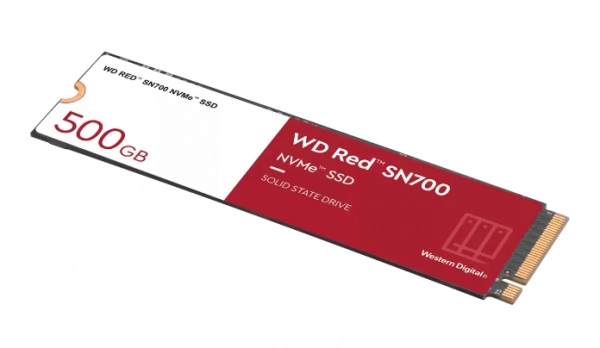 WD RED™ SN700 NVMe™ SSD
500GB
WD Red™ SN700
NVMe™ SSD
SOLID STATE DRIVE
Western Digital®